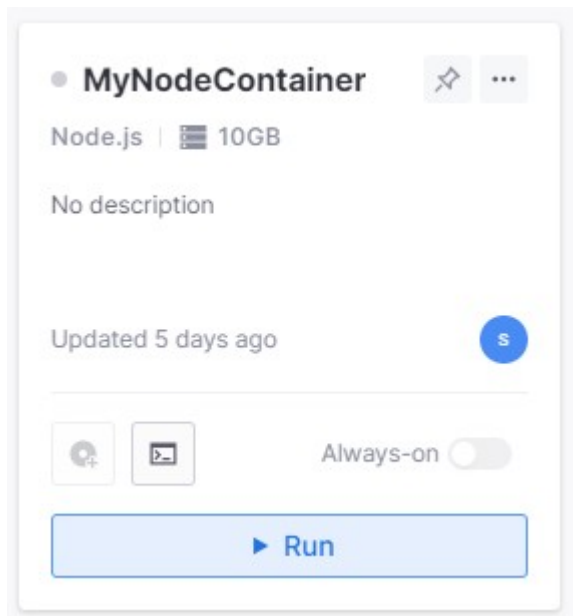 MyNodeContainer
Node.js 10GB
No description
Updated 5 days ago
S
Always-on
Run